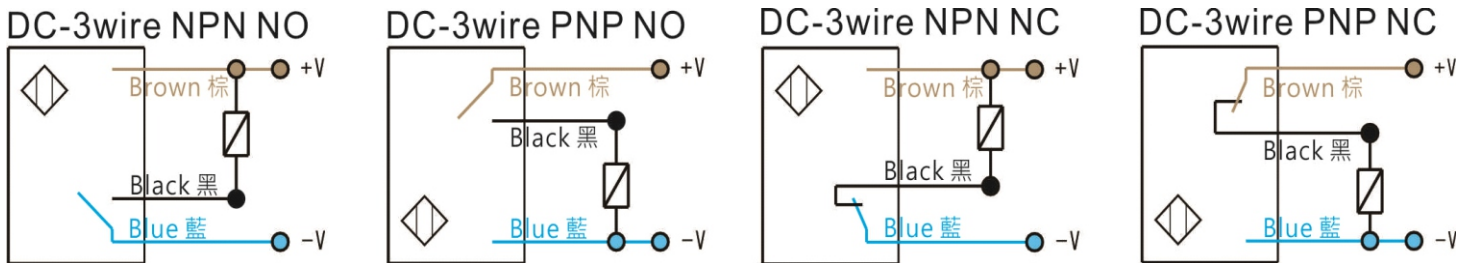 DC-3wire NPN NO
+V
Brown 棕
Black 黑
Blue 藍
-V
DC-3wire PNP NO
+V
Brown 棕
Black 黑
Blue 藍
-V
DC-3wire NPN NC
+V
Brown 棕
Black 黑
Blue 藍
-V
DC-3wire PNP NC
+V
Brown 棕
Black 黑
Blue 藍
-V